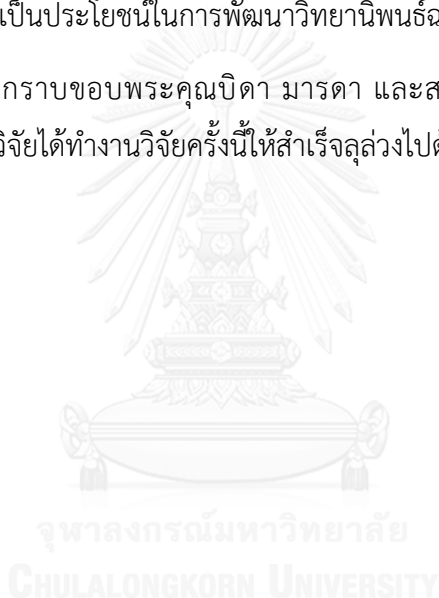 เป็นประโยชน์ในการพัฒนาวิทยานิพนธ์ฉ
กราบขอบพระคุณบิดา มารดา และส
วิจัยได้ทำงานวิจัยครั้งนี้ให้สำเร็จลุล่วงไปด้
จุฬาลงกรณ์มหาวิทยาลัย
CHULALONGKORN UNIVERSITY